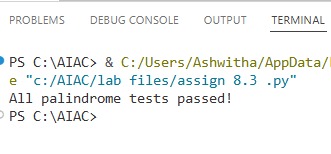 PROBLEMS OUTPUT DEBUG CONSOLE TERMINAL
PS C:\AIAC> & C:/Users/Ashwitha/AppData/
e "c:/AIAC/lab files/assign 8.3 .py"
All palindrome tests passed!
PS C:\AIAC>